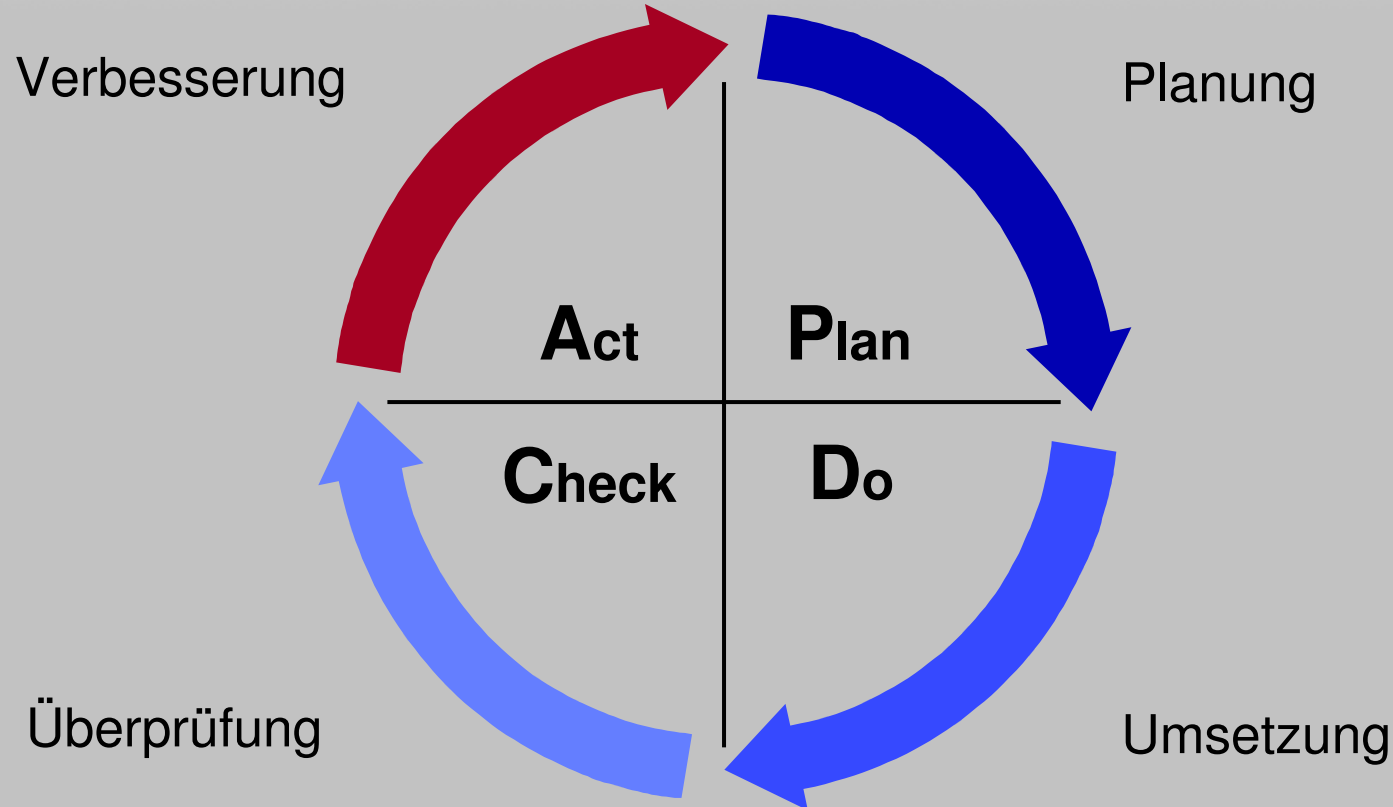 Verbesserung
Planung
Act
Plan
Check
Do
Überprüfung
Umsetzung